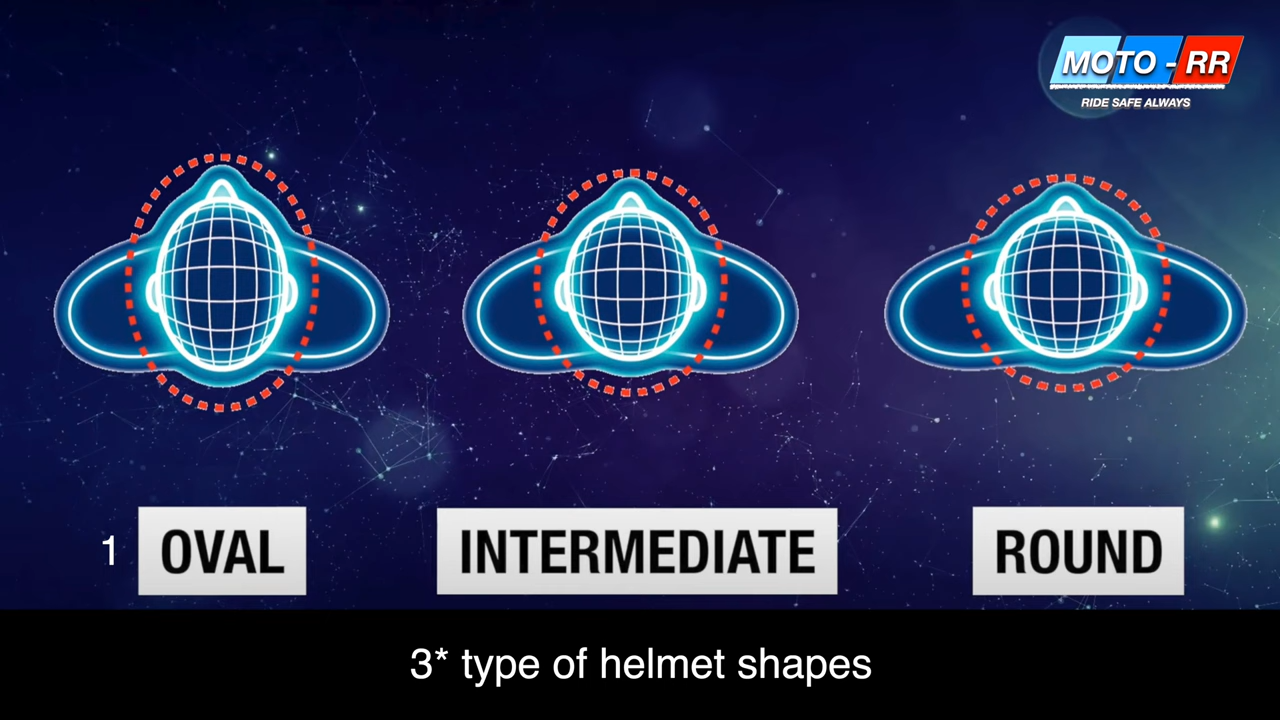 MOTO - RR
RIDE SAFE ALWAYS
1 OVAL INTERMEDIATE ROUND
3* type of helmet shapes